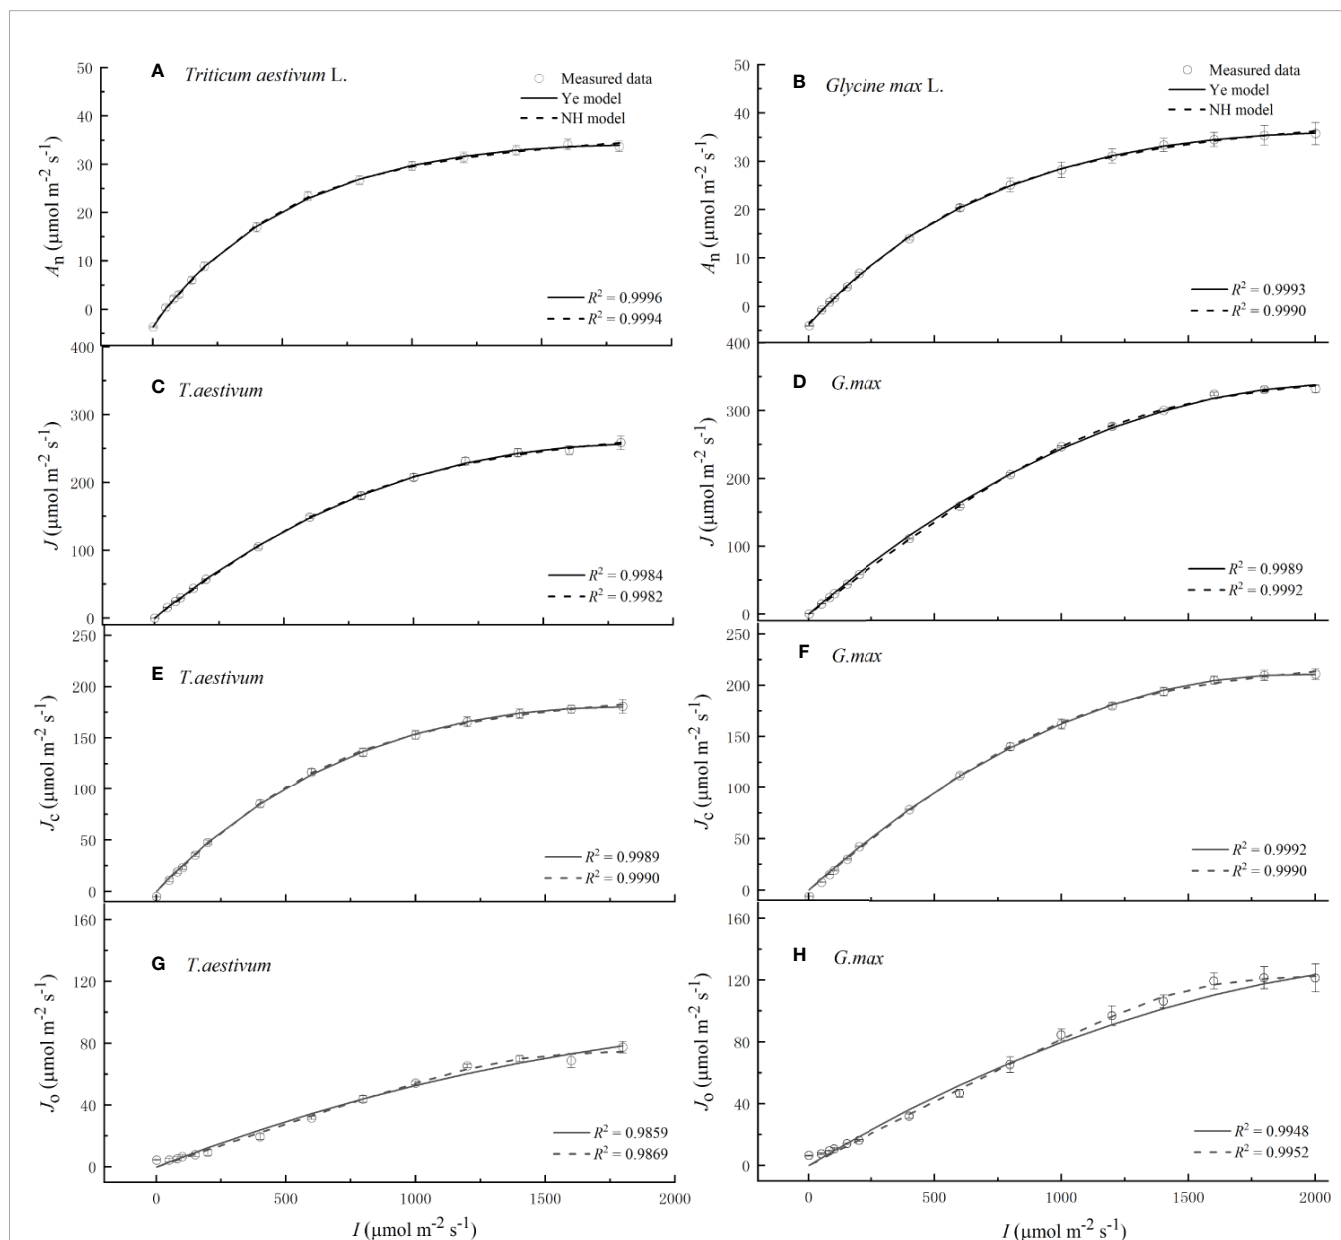 A Triticum aestivum L.
Measured data
Ye model
NH model
50
40
30
20
10
0
Aₙ (μmol m⁻² s⁻¹)
R² = 0.9996
R² = 0.9994
B Glycine max L.
Measured data
Ye model
NH model
50
40
30
20
10
0
Aₙ (μmol m⁻² s⁻¹)
R² = 0.9993
R² = 0.9990
C T.aestivum
400
300
200
100
0
J (μmol m⁻² s⁻¹)
R² = 0.9984
R² = 0.9982
D G.max
400
300
200
100
0
J (μmol m⁻² s⁻¹)
R² = 0.9989
R² = 0.9992
E T.aestivum
250
200
150
100
50
0
J_c (μmol m⁻² s⁻¹)
R² = 0.9989
R² = 0.9990
F G.max
250
200
150
100
50
0
J_c (μmol m⁻² s⁻¹)
R² = 0.9992
R² = 0.9990
G T.aestivum
160
120
80
40
0
Jₒ (μmol m⁻² s⁻¹)
R² = 0.9859
R² = 0.9869
0 500 1000 1500 2000
I (μmol m⁻² s⁻¹)
H G.max
160
120
80
40
0
Jₒ (μmol m⁻² s⁻¹)
R² = 0.9948
R² = 0.9952
0 500 1000 1500 2000
I (μmol m⁻² s⁻¹)